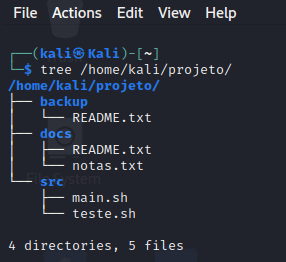 File Actions Edit View Help
┌──(kali㉿Kali)-[~]
└─$ tree /home/kali/projeto/
/home/kali/projeto/
├── backup
│   └── README.txt
├── docs
│   ├── README.txt
│   └── notas.txt
└── src
    ├── main.sh
    └── teste.sh
4 directories, 5 files